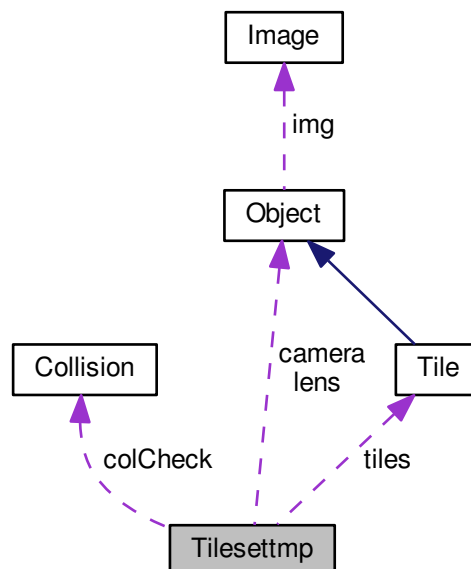 Image
img
Object
camera
lens
Collision
Tile
colCheck
tiles
Tilesettmp